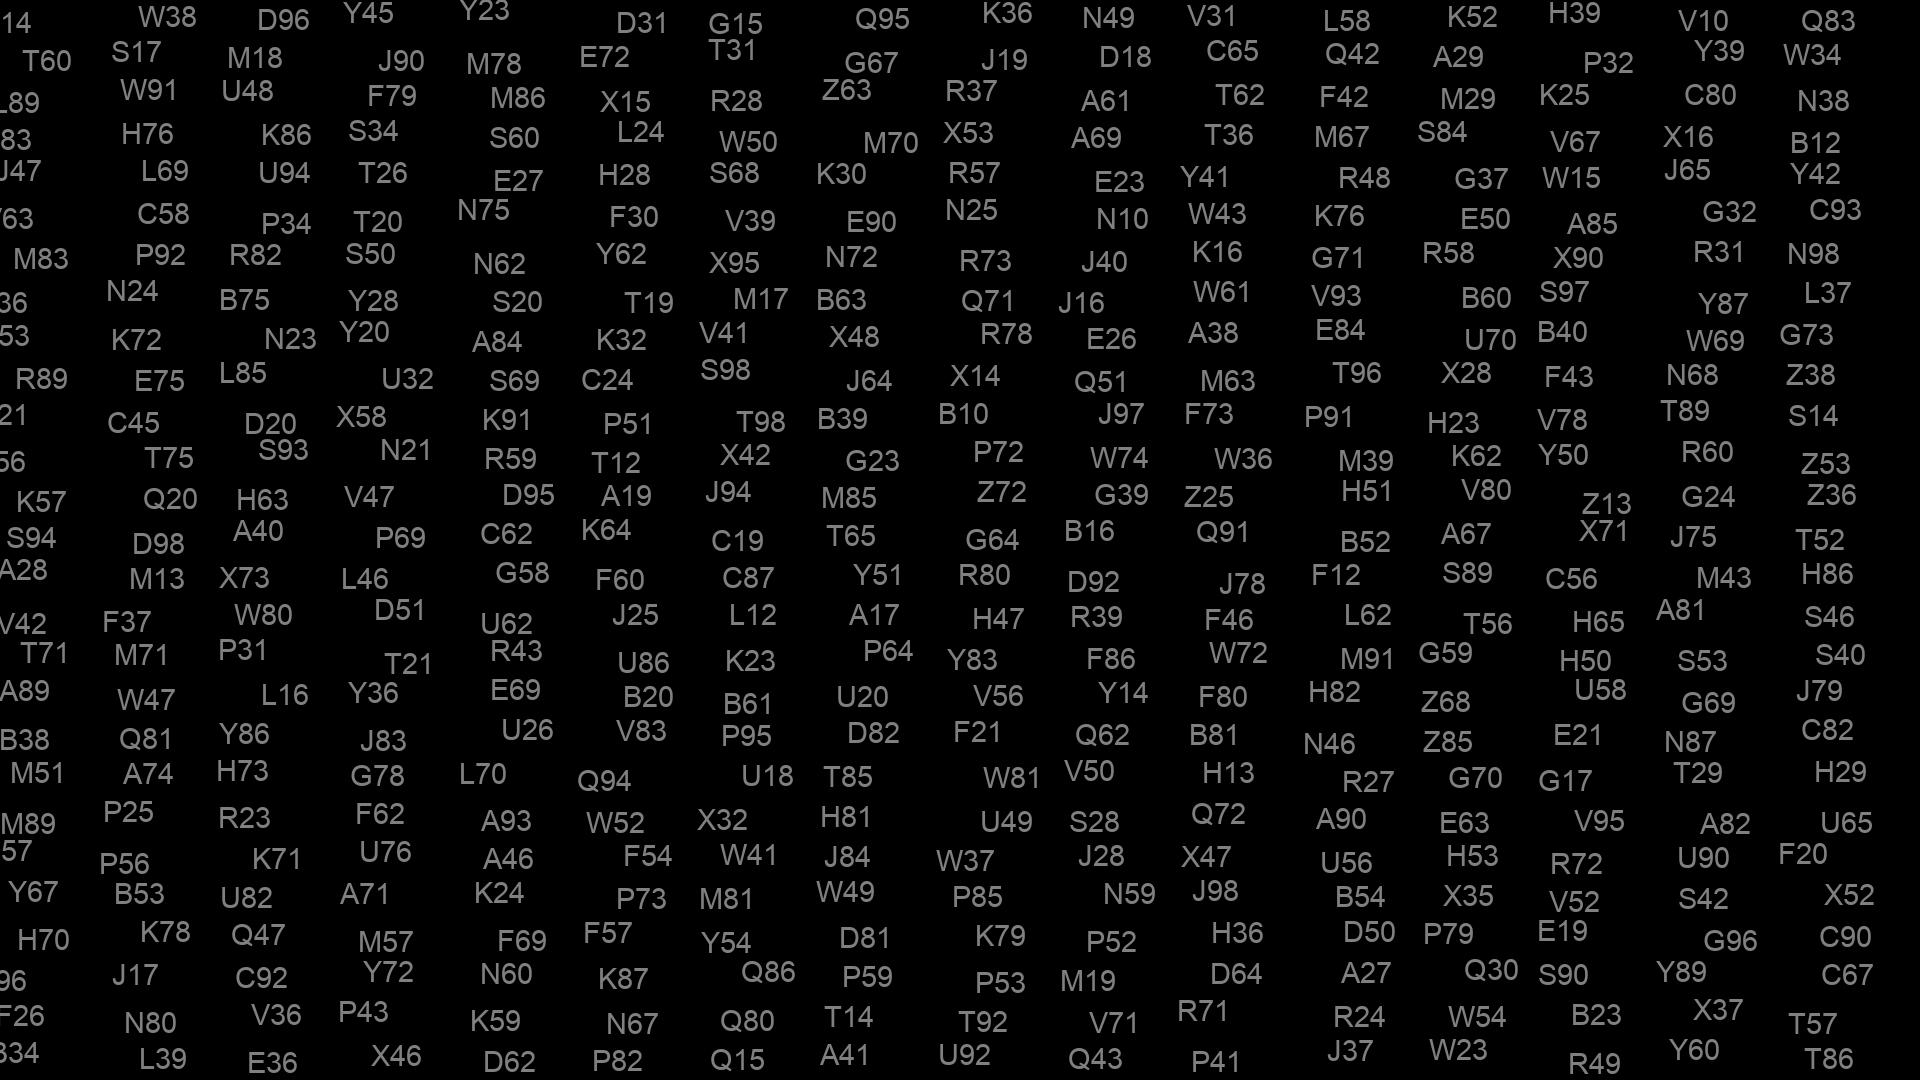 14 W38 D96 Y45 Y23 D31 G15 Q95 K36 N49 V31 L58 K52 H39 V10 Q83
T60 S17 M18 J90 M78 E72 T31 G67 J19 D18 C65 Q42 A29 P32 Y39 W34
L89 W91 U48 F79 M86 X15 R28 Z63 R37 A61 T62 F42 M29 K25 C80 N38
83 H76 K86 S34 S60 L24 W50 M70 X53 A69 T36 M67 S84 V67 X16 B12
J47 L69 U94 T26 E27 H28 S68 K30 R57 E23 Y41 R48 G37 W15 J65 Y42
63 C58 P34 T20 N75 F30 V39 E90 N25 N10 W43 K76 E50 A85 G32 C93
M83 P92 R82 S50 N62 Y62 X95 N72 R73 J40 K16 G71 R58 X90 R31 N98
36 N24 B75 Y28 S20 T19 M17 B63 Q71 J16 W61 V93 B60 S97 Y87 L37
53 K72 N23 Y20 A84 K32 V41 X48 R78 E26 A38 E84 U70 B40 W69 G73
R89 E75 L85 U32 S69 C24 S98 J64 X14 Q51 M63 T96 X28 F43 N68 Z38
21 C45 D20 X58 K91 P51 T98 B39 B10 J97 F73 P91 H23 V78 T89 S14
56 T75 S93 N21 R59 T12 X42 G23 P72 W74 W36 M39 K62 Y50 R60 Z53
K57 Q20 H63 V47 D95 A19 J94 M85 Z72 G39 Z25 H51 V80 Z13 G24 Z36
S94 D98 A40 P69 C62 K64 C19 T65 G64 B16 Q91 B52 A67 X71 J75 T52
A28 M13 X73 L46 G58 F60 C87 Y51 R80 D92 J78 F12 S89 C56 M43 H86
V42 F37 W80 D51 U62 J25 L12 A17 H47 R39 F46 L62 T56 H65 A81 S46
T71 M71 P31 T21 R43 U86 K23 P64 Y83 F86 W72 M91 G59 H50 S53 S40
A89 W47 L16 Y36 E69 B20 B61 U20 V56 Y14 F80 H82 Z68 U58 G69 J79
B38 Q81 Y86 J83 U26 V83 P95 D82 F21 Q62 B81 N46 Z85 E21 N87 C82
M51 A74 H73 G78 L70 Q94 U18 T85 W81 V50 H13 R27 G70 G17 T29 H29
M89 P25 R23 F62 A93 W52 X32 H81 U49 S28 Q72 A90 E63 V95 A82 U65
57 P56 K71 U76 A46 F54 W41 J84 W37 J28 X47 U56 H53 R72 U90 F20
Y67 B53 U82 A71 K24 P73 M81 W49 P85 N59 J98 B54 X35 V52 S42 X52
H70 K78 Q47 M57 F69 F57 Y54 D81 K79 P52 H36 D50 P79 E19 G96 C90
96 J17 C92 Y72 N60 K87 Q86 P59 P53 M19 D64 A27 Q30 S90 Y89 C67
F26 N80 V36 P43 K59 N67 Q80 T14 T92 V71 R71 R24 W54 B23 X37 T57
B34 L39 E36 X46 D62 P82 Q15 A41 U92 Q43 P41 J37 W23 R49 Y60 T86